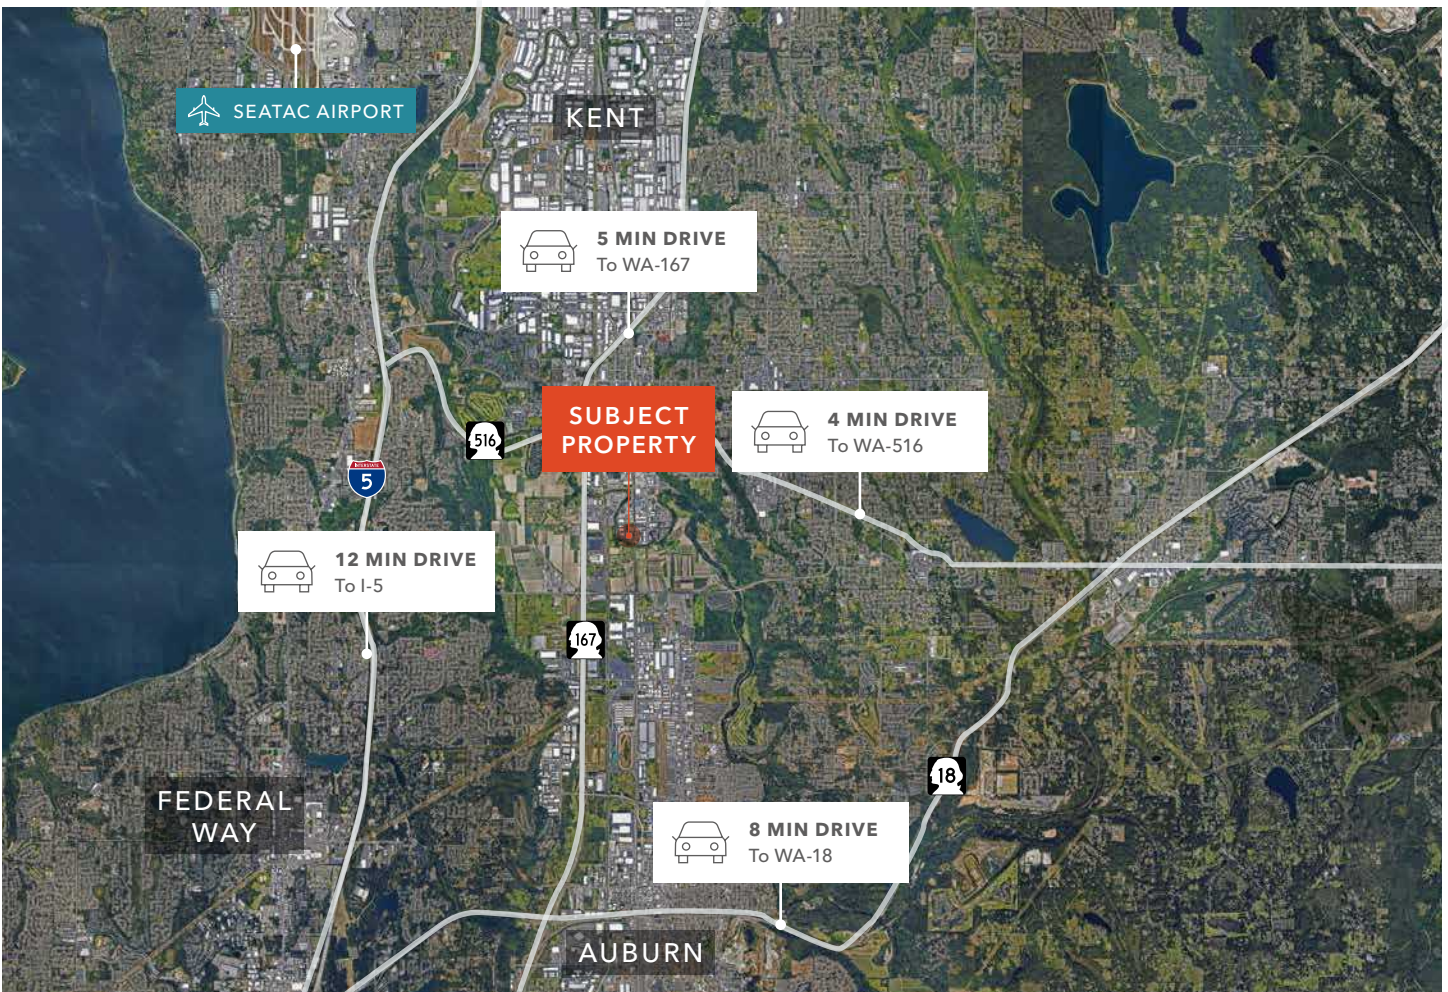 SEATAC AIRPORT
KENT
5 MIN DRIVE
To WA-167
SUBJECT
PROPERTY
4 MIN DRIVE
To WA-516
516
INTERSTATE
5
12 MIN DRIVE
To I-5
167
18
FEDERAL
WAY
8 MIN DRIVE
To WA-18
AUBURN